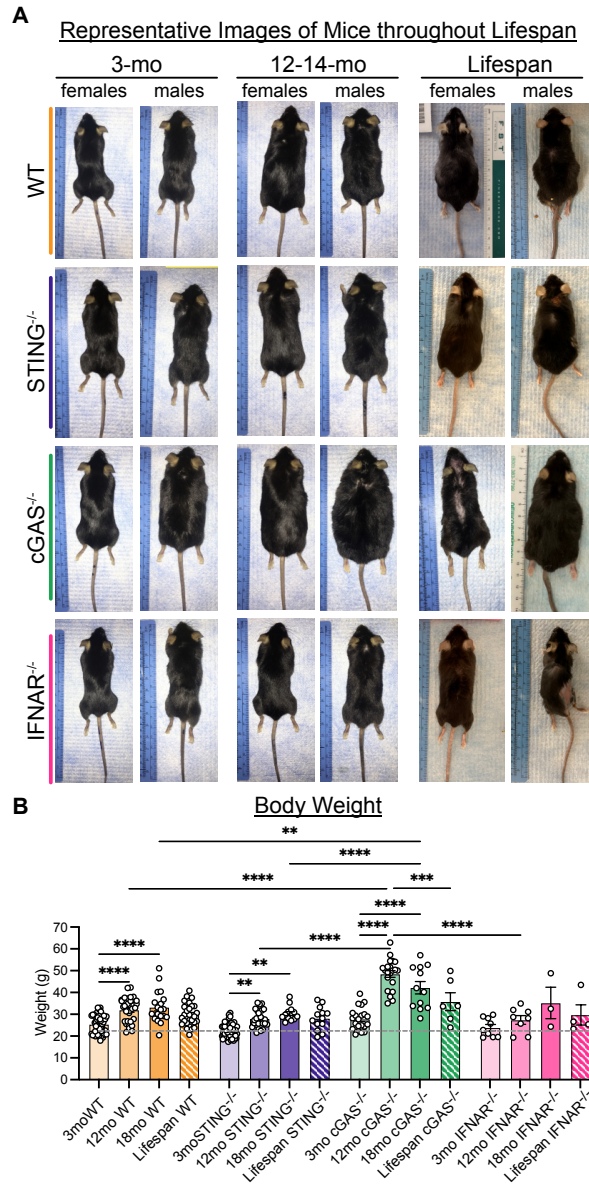 A
Representative Images of Mice throughout Lifespan
3-mo 12-14-mo Lifespan
females males females males females males
WT
STING-/-
cGAS-/-
IFNAR-/-
B
Body Weight
**
****
**** ***
****
**** **** ****
****
****
**
**
Weight (g)
70
60
50
40
30
20
10
0
3moWT
12mo WT
18mo WT
Lifespan WT
3moSTING-/-
12mo STING-/-
18mo STING-/-
Lifespan STING-/-
3mo cGAS-/-
12mo cGAS-/-
18mo cGAS-/-
Lifespan cGAS-/-
3mo IFNAR-/-
12mo IFNAR-/-
18mo IFNAR-/-
Lifespan IFNAR-/-